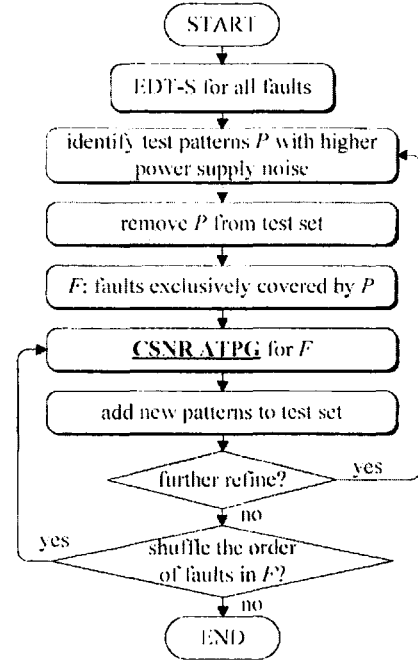 START
EDT-S for all faults
identify test patterns P with higher
power supply noise
remove P from test set
F: faults exclusively covered by P
CSNR ATPG for F
add new patterns to test set
further refine?
yes
no
yes
shuffle the order
of faults in F?
no
END